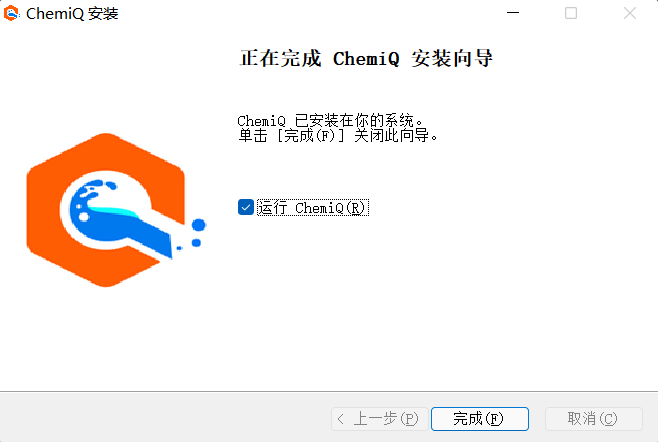 ChemiQ 安装
正在完成 ChemiQ 安装向导
ChemiQ 已安装在你的系统。
单击 [完成(F)] 关闭此向导。
运行 ChemiQ(R)
< 上一步(P)
完成(F)
取消(C)